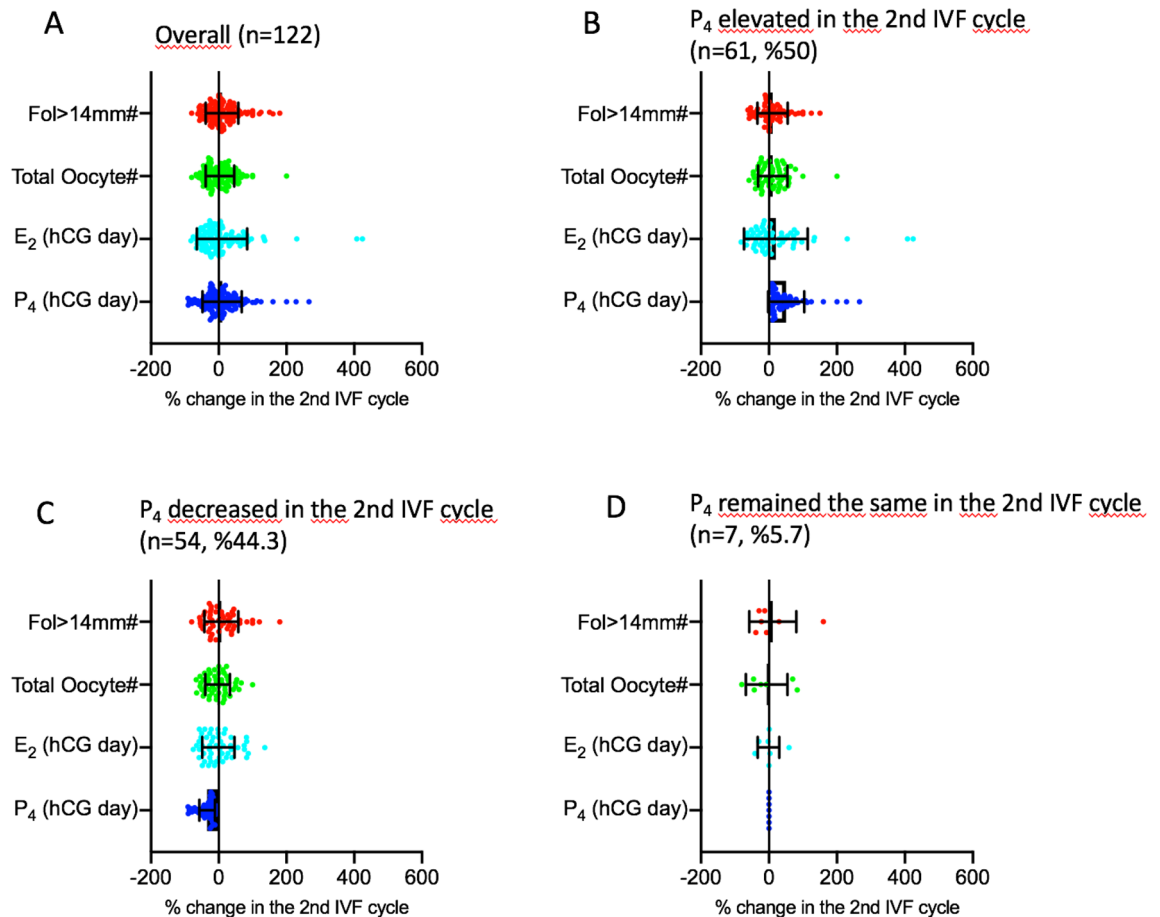 A
Overall (n=122)
Fol>14mm#
Total Oocyte#
E₂ (hCG day)
P₄ (hCG day)
-200 0 200 400 600
% change in the 2nd IVF cycle
B
P₄ elevated in the 2nd IVF cycle
(n=61, %50)
Fol>14mm#
Total Oocyte#
E₂ (hCG day)
P₄ (hCG day)
-200 0 200 400 600
% change in the 2nd IVF cycle
C
P₄ decreased in the 2nd IVF cycle
(n=54, %44.3)
Fol>14mm#
Total Oocyte#
E₂ (hCG day)
P₄ (hCG day)
-200 0 200 400 600
% change in the 2nd IVF cycle
D
P₄ remained the same in the 2nd IVF cycle
(n=7, %5.7)
Fol>14mm#
Total Oocyte#
E₂ (hCG day)
P₄ (hCG day)
-200 0 200 400 600
% change in the 2nd IVF cycle